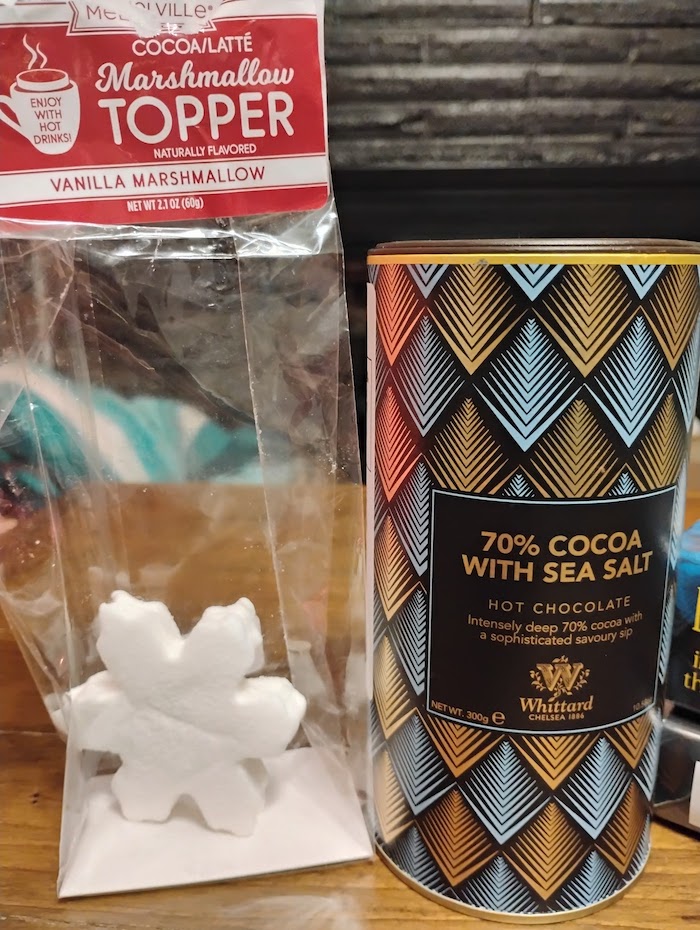 MELVILLE
COCOA/LATTÉ
Marshmallow
TOPPER
ENJOY
WITH
HOT
DRINKS!
NATURALLY FLAVORED
VANILLA MARSHMALLOW
NET WT 2.1 OZ (60g)
70% COCOA
WITH SEA SALT
HOT CHOCOLATE
Intensely deep 70% cocoa with
a sophisticated savoury sip
W
Whittard
CHELSEA 1886
NET WT. 300g e